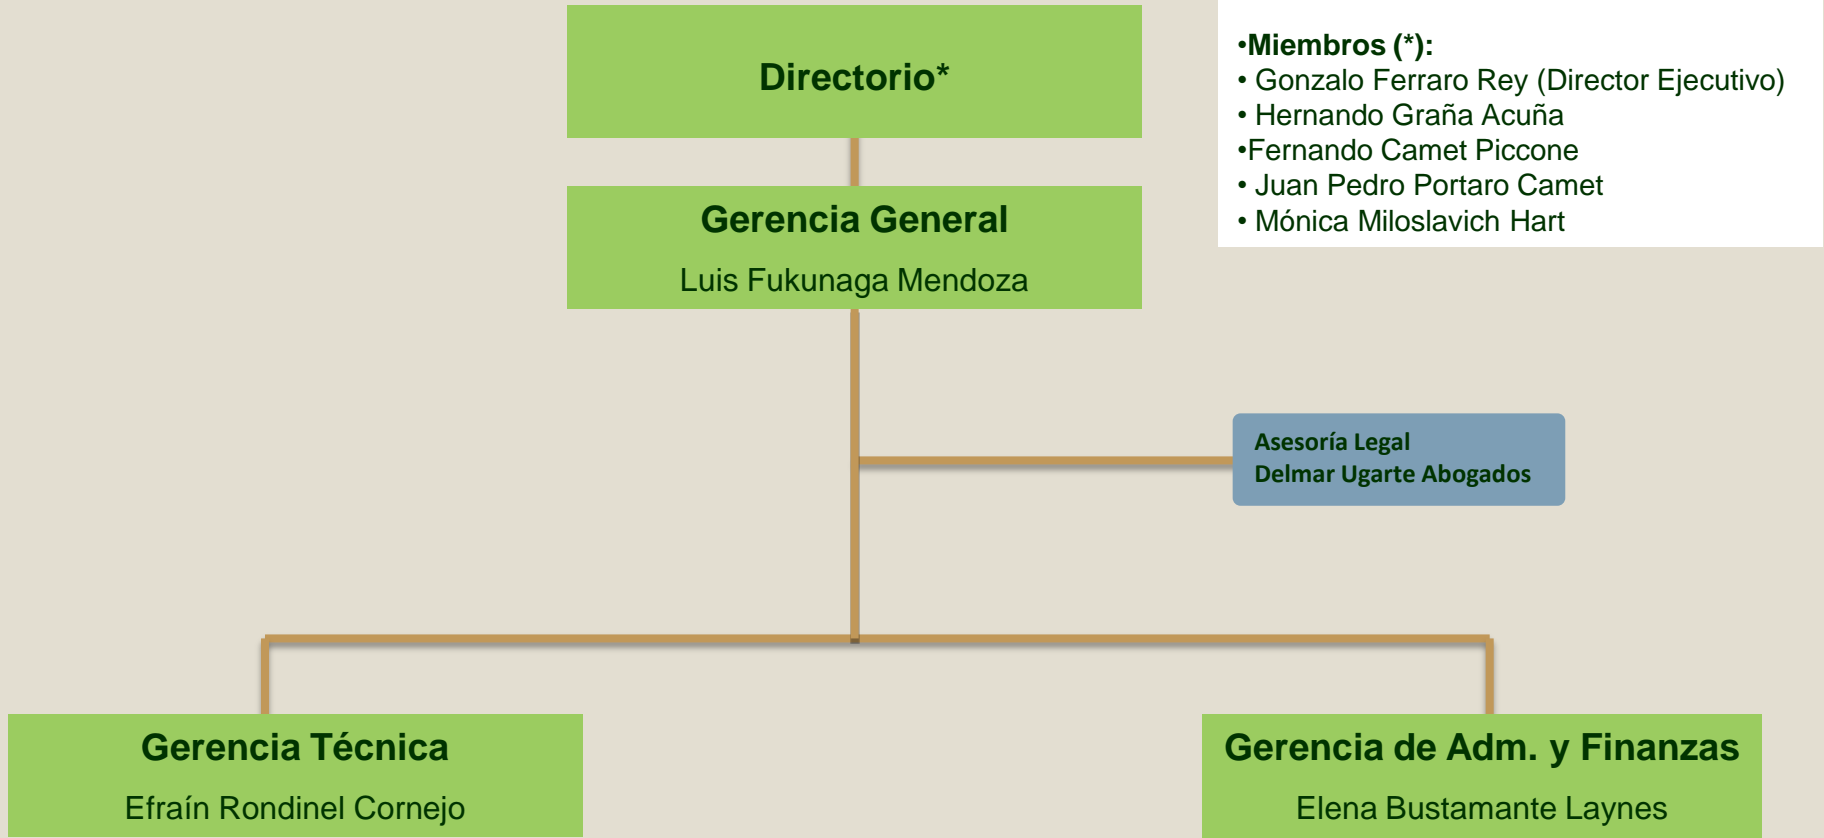 Directorio*
•Miembros (*):
• Gonzalo Ferraro Rey (Director Ejecutivo)
• Hernando Graña Acuña
•Fernando Camet Piccone
• Juan Pedro Portaro Camet
• Mónica Miloslavich Hart
Gerencia General
Luis Fukunaga Mendoza
Asesoría Legal
Delmar Ugarte Abogados
Gerencia Técnica
Efraín Rondinel Cornejo
Gerencia de Adm. y Finanzas
Elena Bustamante Laynes